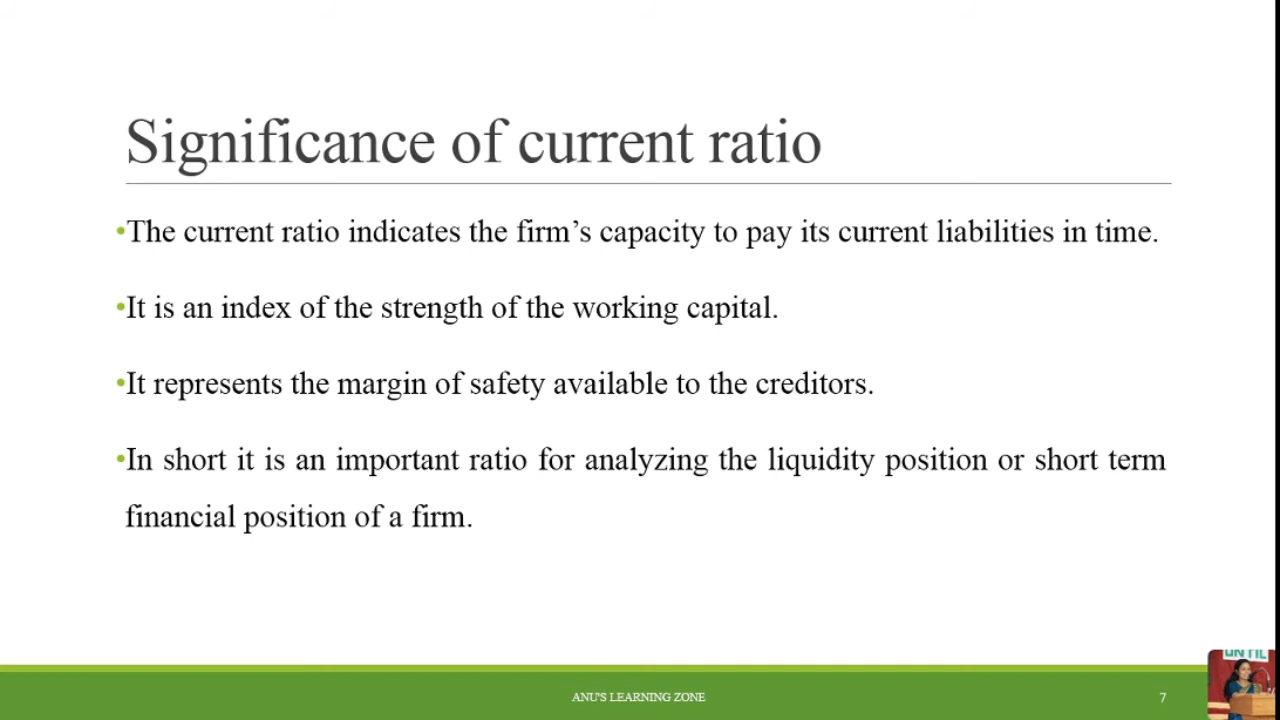 Significance of current ratio
•The current ratio indicates the firm’s capacity to pay its current liabilities in time.
•It is an index of the strength of the working capital.
•It represents the margin of safety available to the creditors.
•In short it is an important ratio for analyzing the liquidity position or short term
financial position of a firm.
ANU'S LEARNING ZONE
7